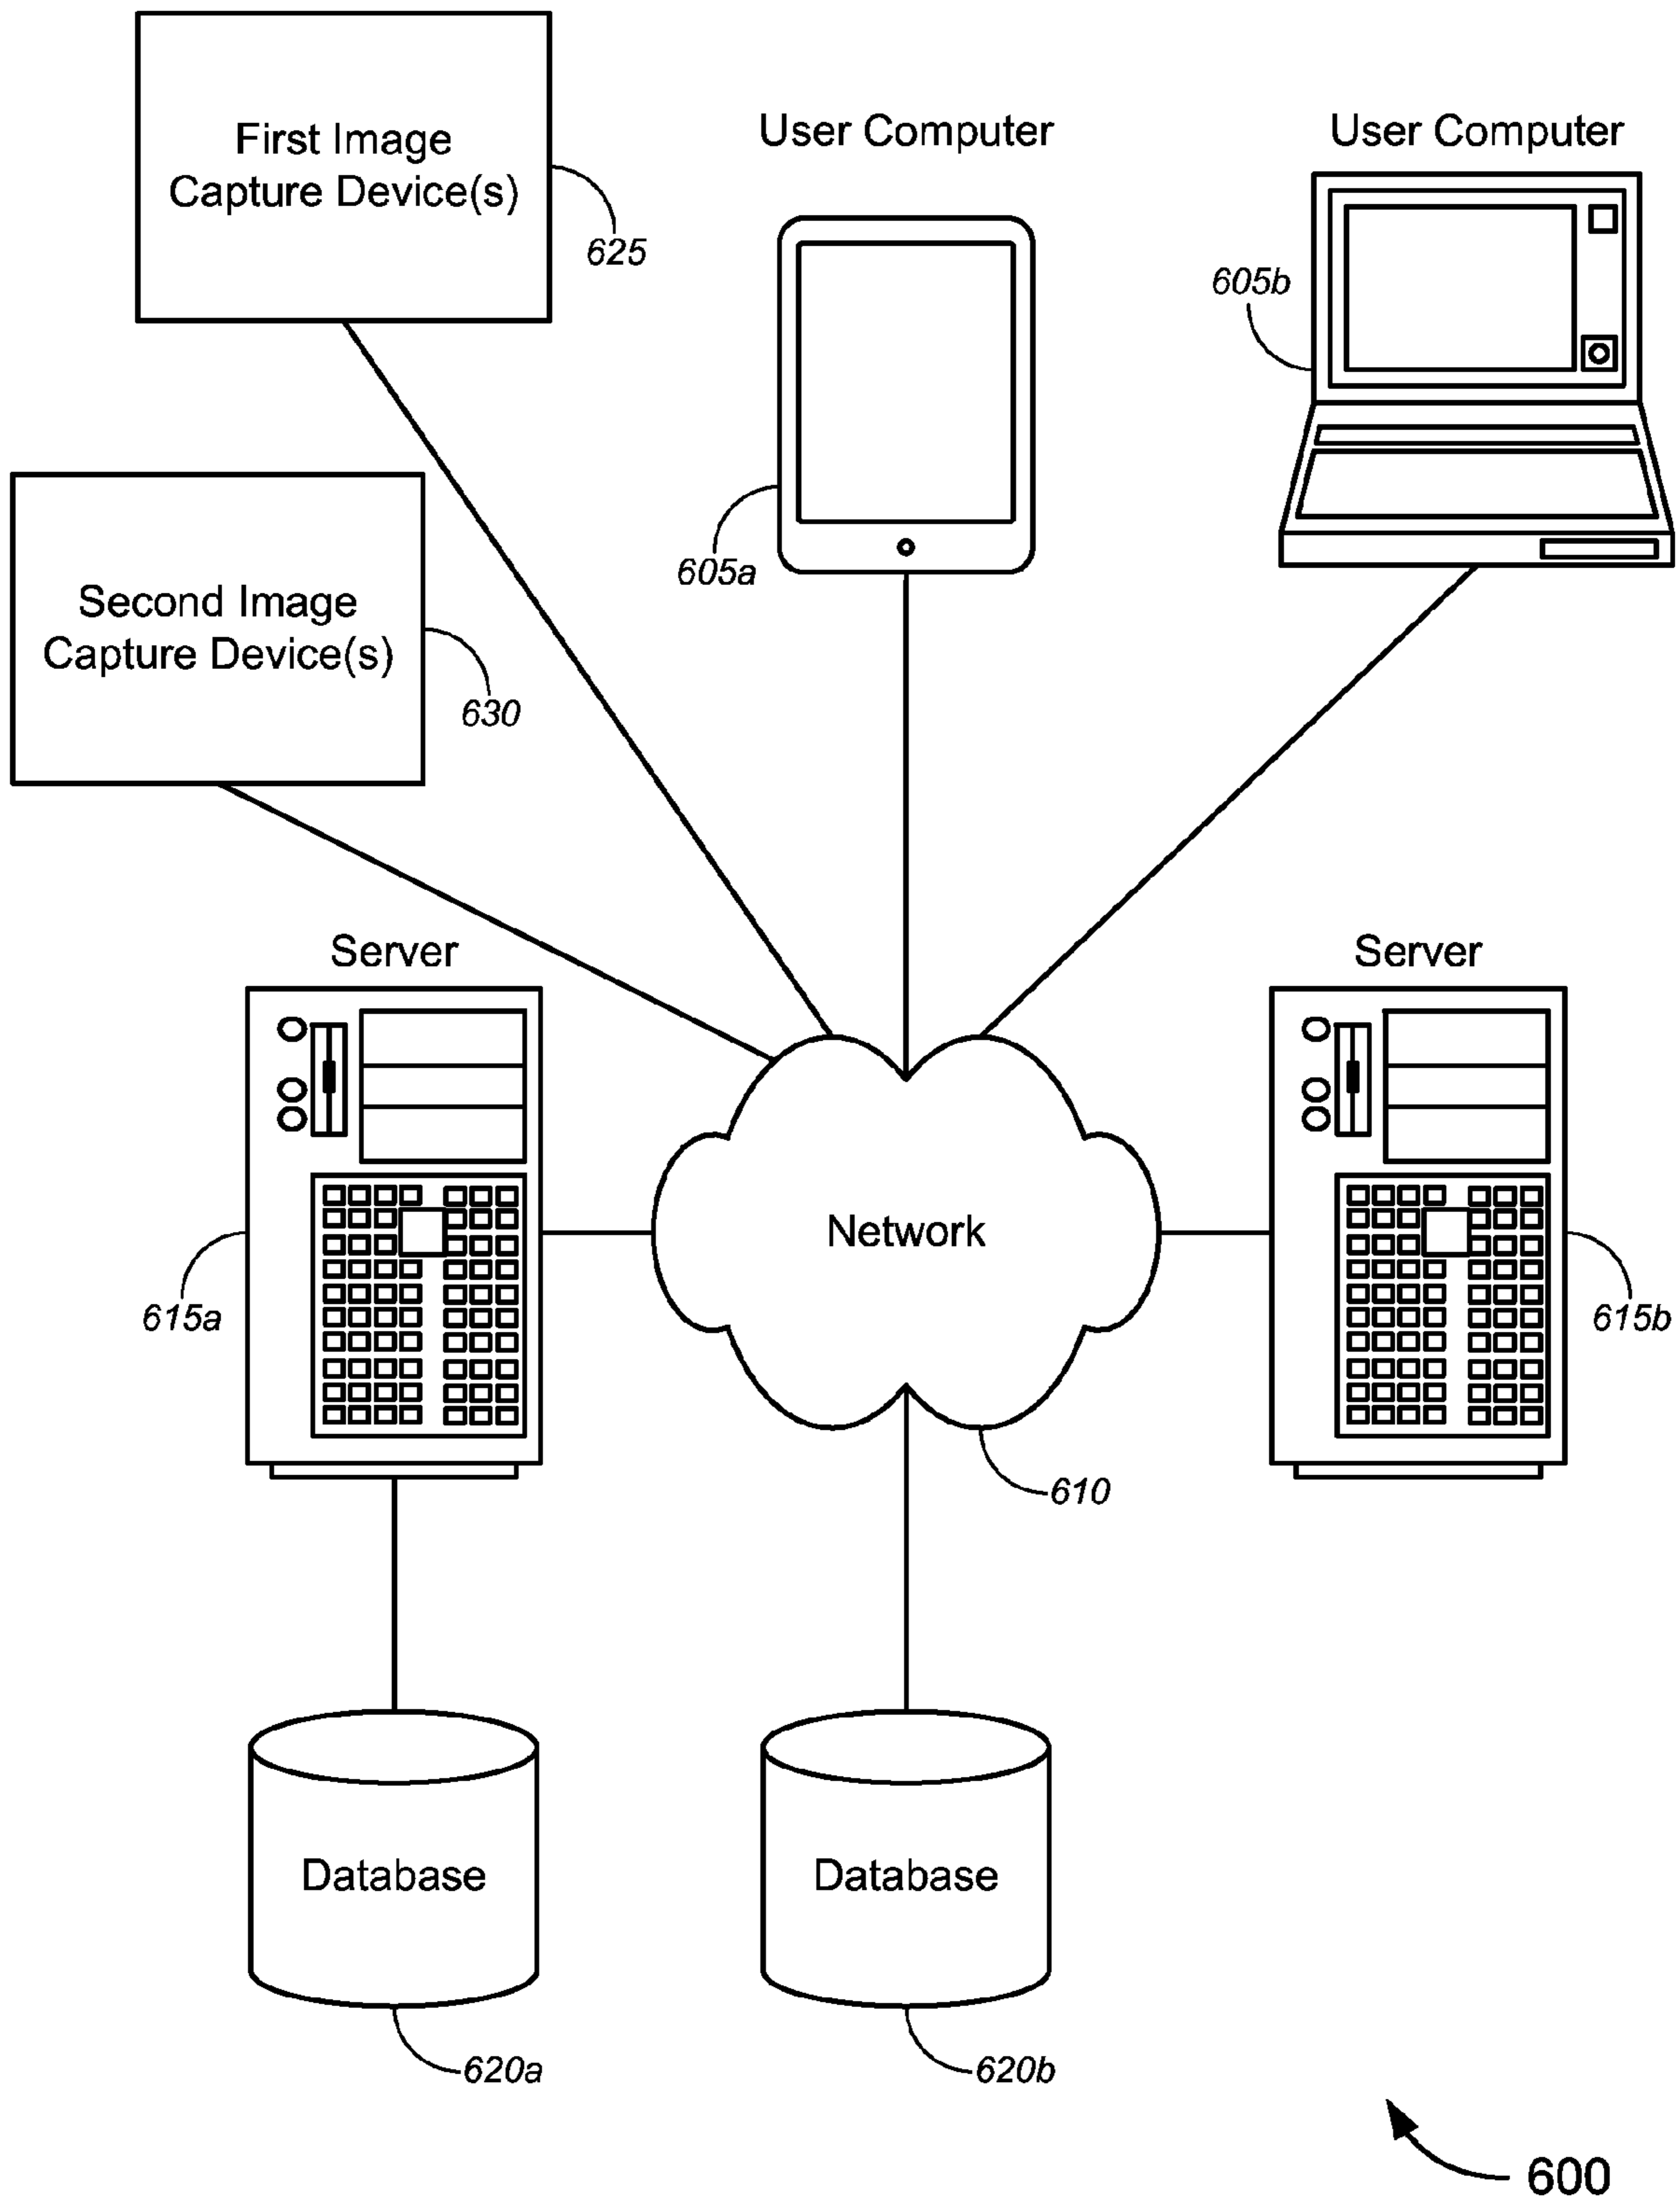 First Image
Capture Device(s)
625
User Computer
User Computer
605b
605a
Second Image
Capture Device(s)
630
Server
Server
Network
615a
615b
610
Database
Database
620a
620b
600